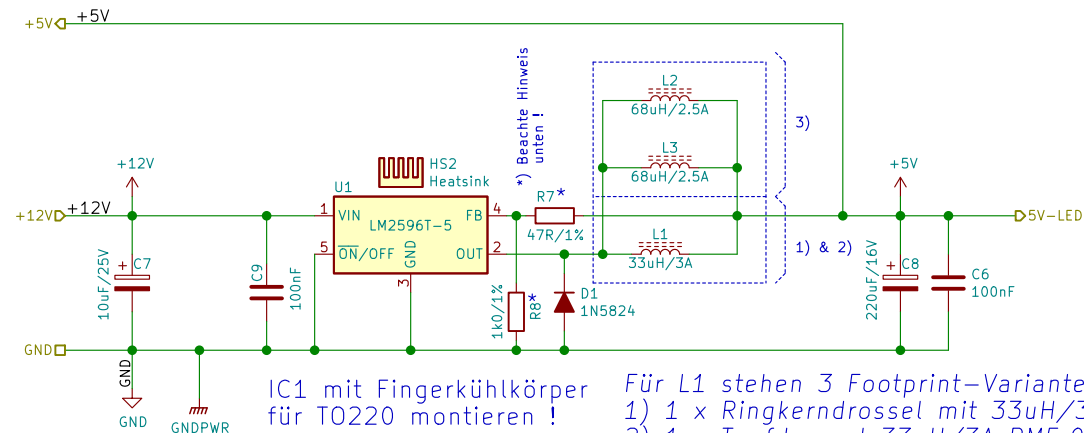 +5V
+5V
*) Beachte Hinweis
unten !
L2
68uH/2.5A
3)
L3
68uH/2.5A
+12V
HS2
Heatsink
+5V
U1
R7*
+12V
+12V
1
VIN
FB
4
LM2596T-5
47R/1%
L1
33uH/3A
1) & 2)
5V-LED
5
ON/OFF
GND
OUT
2
3
C7
10uF/25V
+
C9
100nF
1k0/1%
R8*
D1
1N5824
+
C8
220uF/16V
C6
100nF
GND
GND
GND
GNDPWR
IC1 mit Fingerkühlkörper
für TO220 montieren !
Für L1 stehen 3 Footprint-Variante
1) 1 x Ringkerndrossel mit 33uH/3